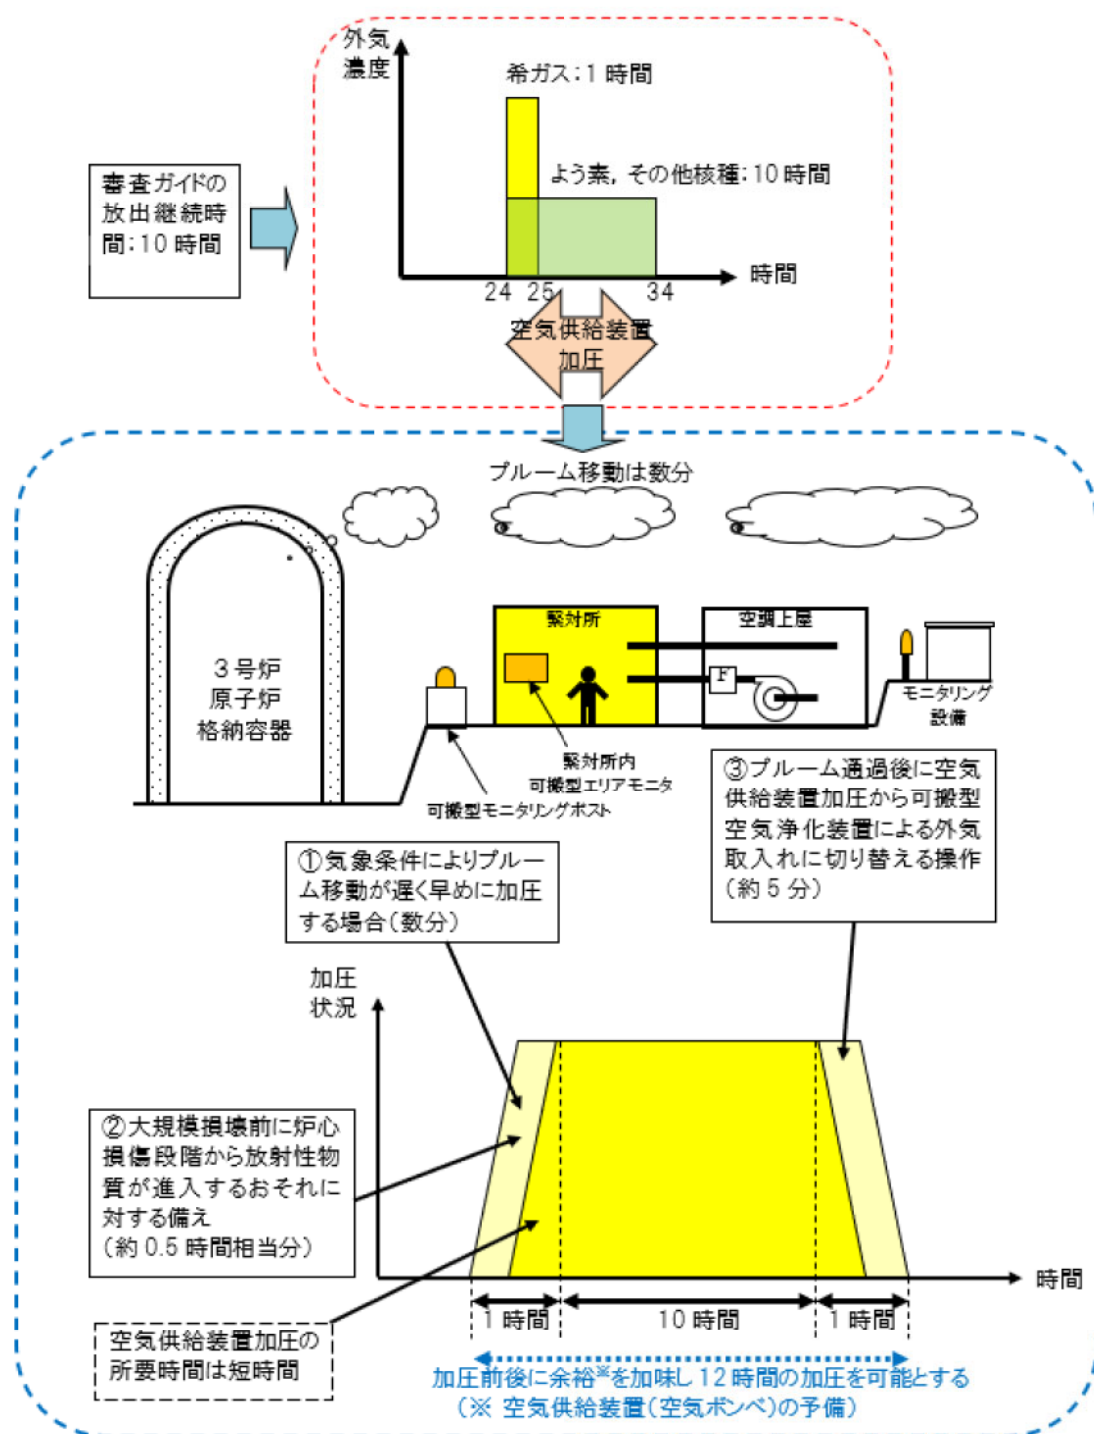 外気
濃度
希ガス：1 時間
よう素，その他核種：10 時間
審査ガイドの
放出継続時
間：10 時間
時間
24 25 34
空気供給装置
加圧
プルーム移動は数分
緊対所
空調上屋
F
3 号炉
原子炉
格納容器
モニタリング
設備
緊対所内
可搬型エリアモニタ
可搬型モニタリングポスト
③プルーム通過後に空気
供給装置加圧から可搬型
空気浄化装置による外気
取入れに切り替える操作
（約 5 分）
①気象条件によりプルー
ム移動が遅く早めに加圧
する場合（数分）
加圧
状況
②大規模損壊前に炉心
損傷段階から放射性物
質が進入するおそれに
対する備え
（約 0.5 時間相当分）
時間
1 時間 10 時間 1 時間
空気供給装置加圧の
所要時間は短時間
加圧前後に余裕※を加味し 12 時間の加圧を可能とする
（※ 空気供給装置（空気ボンベ）の予備）